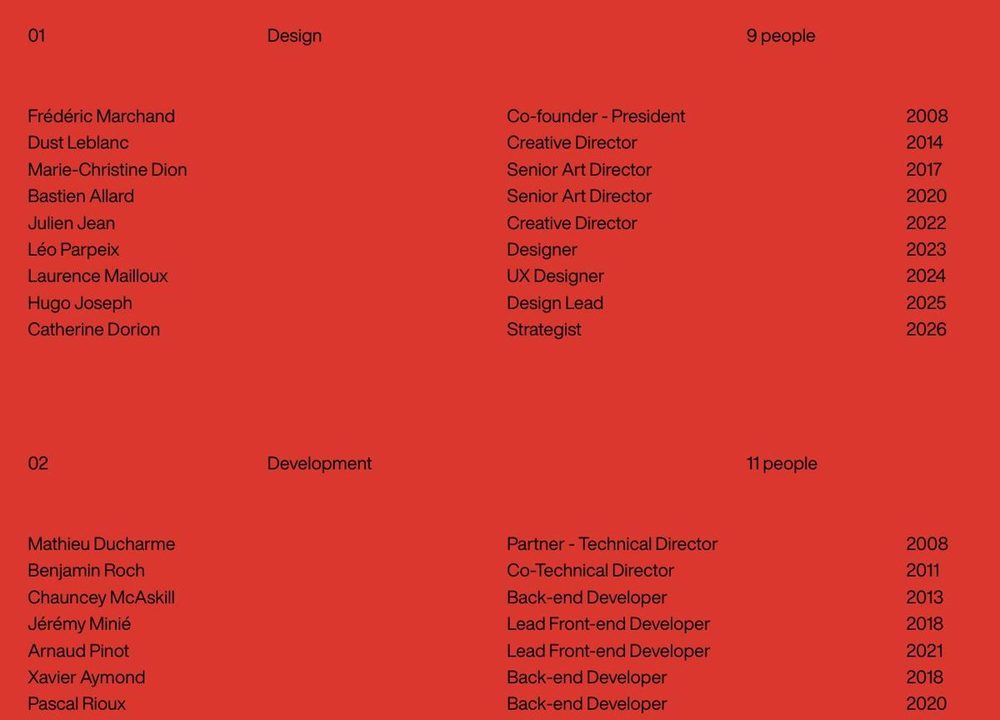 01 Design 9 people
Frédéric Marchand Co-founder - President 2008
Dust Leblanc Creative Director 2014
Marie-Christine Dion Senior Art Director 2017
Bastien Allard Senior Art Director 2020
Julien Jean Creative Director 2022
Léo Parpeix Designer 2023
Laurence Mailloux UX Designer 2024
Hugo Joseph Design Lead 2025
Catherine Dorion Strategist 2026
02 Development 11 people
Mathieu Ducharme Partner - Technical Director 2008
Benjamin Roch Co-Technical Director 2011
Chauncey McAskill Back-end Developer 2013
Jérémy Minié Lead Front-end Developer 2018
Arnaud Pinot Lead Front-end Developer 2021
Xavier Aymond Back-end Developer 2018
Pascal Rioux Back-end Developer 2020